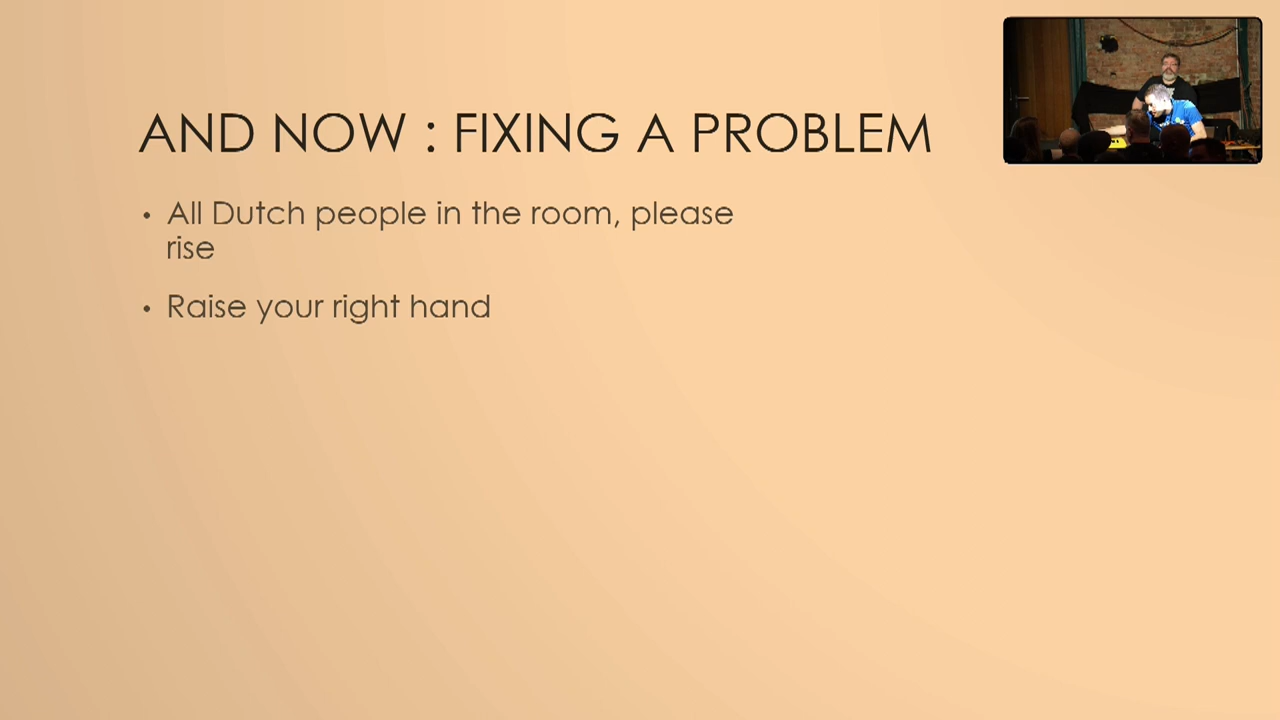 AND NOW : FIXING A PROBLEM
• All Dutch people in the room, please
rise
• Raise your right hand